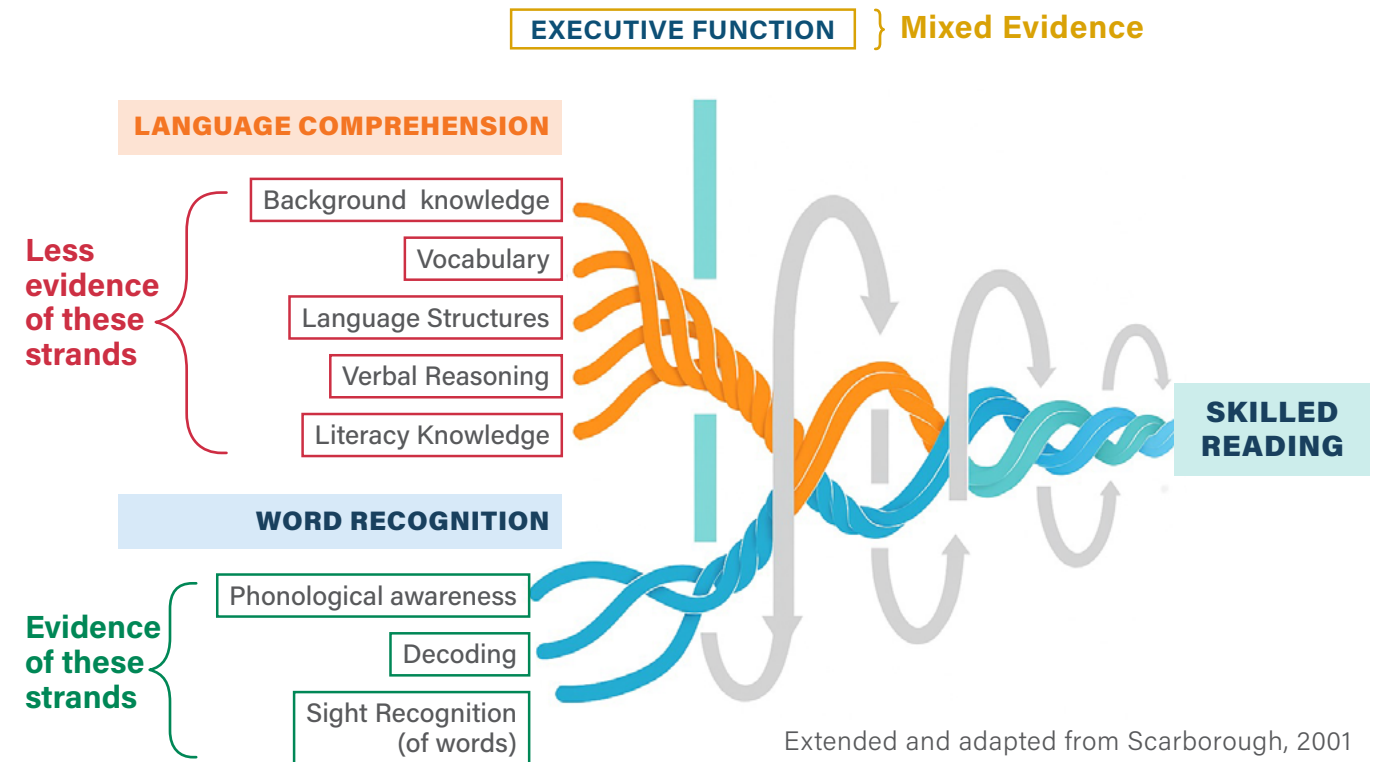 EXECUTIVE FUNCTION
Mixed Evidence
LANGUAGE COMPREHENSION
Background knowledge
Vocabulary
Language Structures
Verbal Reasoning
Literacy Knowledge
Less
evidence
of these
strands
SKILLED
READING
WORD RECOGNITION
Phonological awareness
Decoding
Sight Recognition
(of words)
Evidence
of these
strands
Extended and adapted from Scarborough, 2001